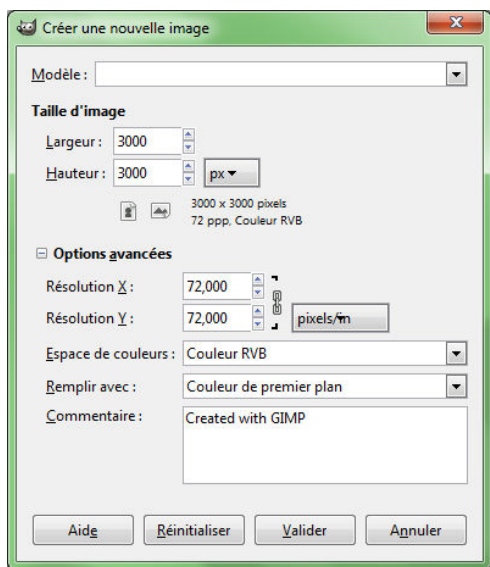 Créer une nouvelle image
Modèle :
Taille d'image
Largeur : 3000
Hauteur : 3000 px
3000 x 3000 pixels
72 ppp, Couleur RVB
Options avancées
Résolution X : 72,000
Résolution Y : 72,000 pixels/in
Espace de couleurs : Couleur RVB
Remplir avec : Couleur de premier plan
Commentaire : Created with GIMP
Aide Réinitialiser Valider Annuler